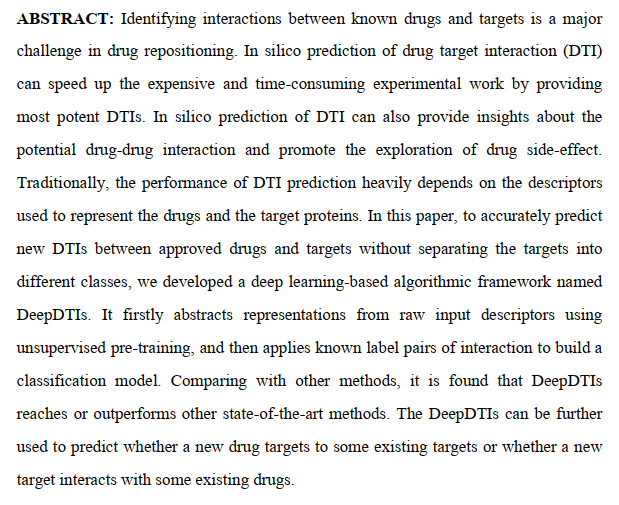 ABSTRACT: Identifying interactions between known drugs and targets is a major
challenge in drug repositioning. In silico prediction of drug target interaction (DTI)
can speed up the expensive and time-consuming experimental work by providing
most potent DTIs. In silico prediction of DTI can also provide insights about the
potential drug-drug interaction and promote the exploration of drug side-effect.
Traditionally, the performance of DTI prediction heavily depends on the descriptors
used to represent the drugs and the target proteins. In this paper, to accurately predict
new DTIs between approved drugs and targets without separating the targets into
different classes, we developed a deep learning-based algorithmic framework named
DeepDTIs. It firstly abstracts representations from raw input descriptors using
unsupervised pre-training, and then applies known label pairs of interaction to build a
classification model. Comparing with other methods, it is found that DeepDTIs
reaches or outperforms other state-of-the-art methods. The DeepDTIs can be further
used to predict whether a new drug targets to some existing targets or whether a new
target interacts with some existing drugs.